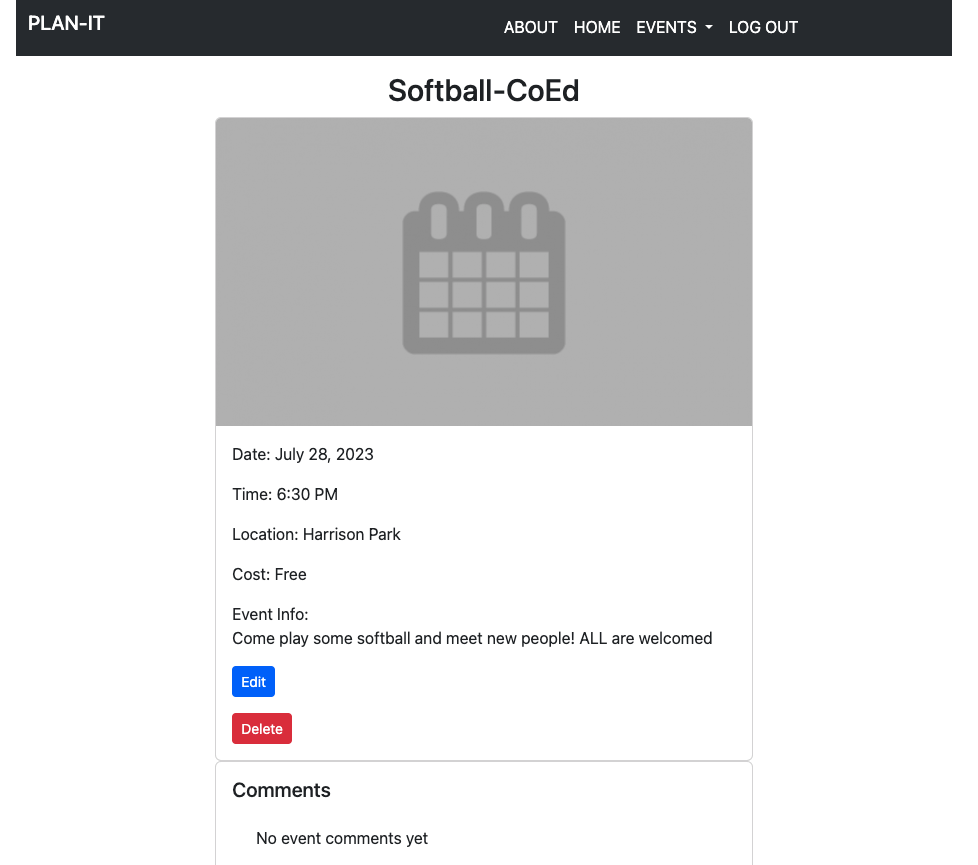 PLAN-IT
ABOUT HOME EVENTS LOG OUT
Softball-CoEd
Date: July 28, 2023
Time: 6:30 PM
Location: Harrison Park
Cost: Free
Event Info:
Come play some softball and meet new people! ALL are welcomed
Edit
Delete
Comments
No event comments yet